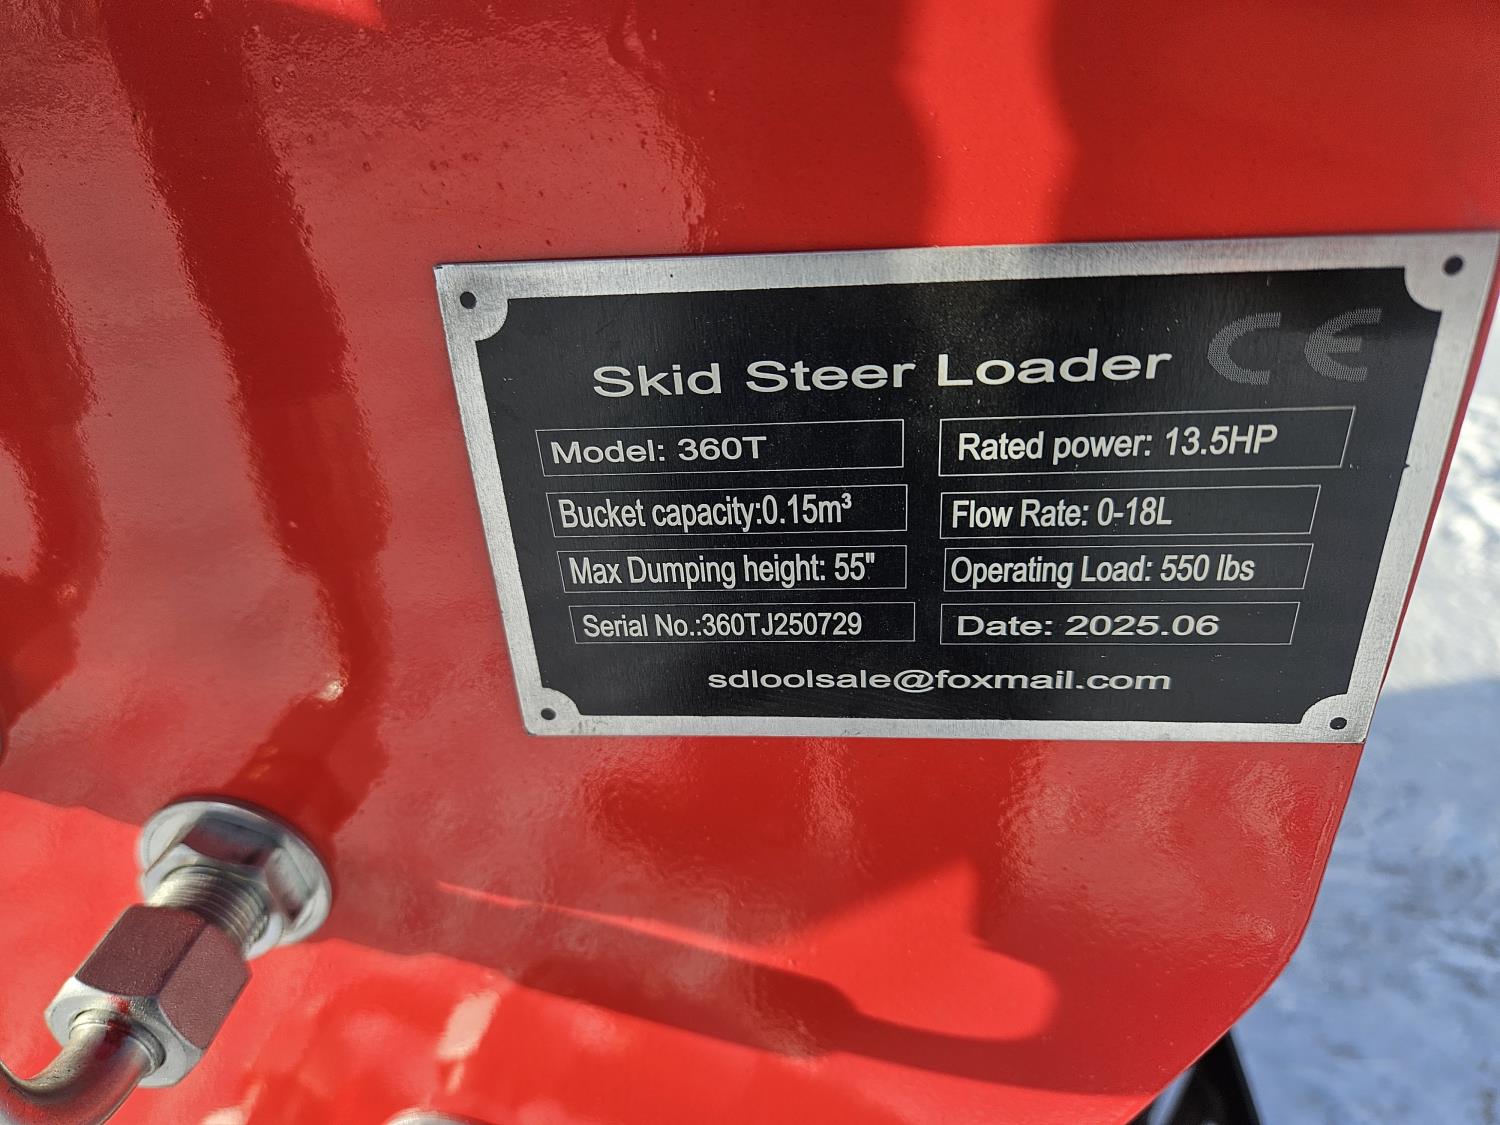 CE
Skid Steer Loader
Model: 360T
Rated power: 13.5HP
Bucket capacity:0.15m³
Flow Rate: 0-18L
Max Dumping height: 55"
Operating Load: 550 lbs
Serial No.:360TJ250729
Date: 2025.06
sdloolsale@foxmail.com